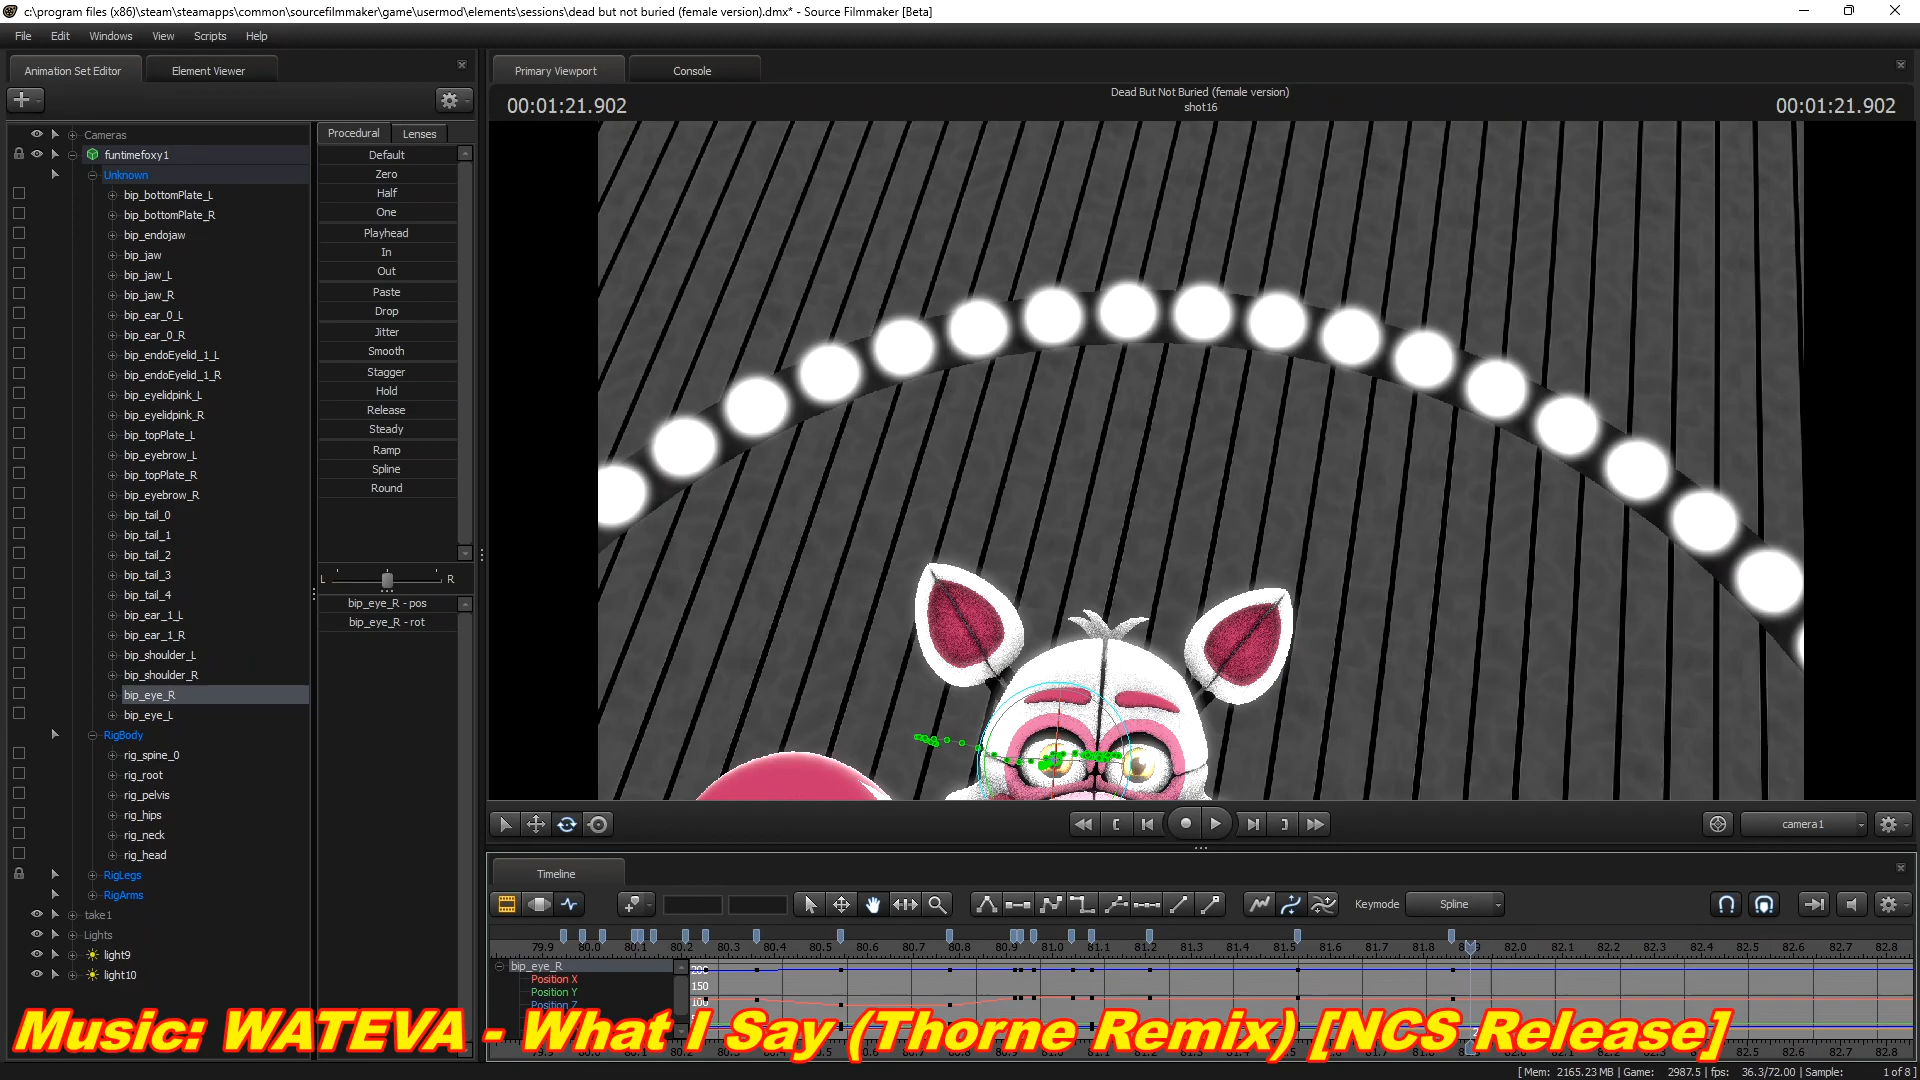 c:\program files (x86)\steam\steamapps\common\sourcefilmmaker\game\usermod\elements\sessions\dead but not buried (female version).dmx* - Source Filmmaker [Beta]
File Edit Windows View Scripts Help
Animation Set Editor Element Viewer
Primary Viewport Console
00:01:21.902
Dead But Not Buried (female version)
shot16
00:01:21.902
Cameras
funtimefoxy1
Unknown
bip_bottomPlate_L
bip_bottomPlate_R
bip_endojaw
bip_jaw
bip_jaw_L
bip_jaw_R
bip_ear_0_L
bip_ear_0_R
bip_endoEyelid_1_L
bip_endoEyelid_1_R
bip_eyelidpink_L
bip_eyelidpink_R
bip_topPlate_L
bip_eyebrow_L
bip_topPlate_R
bip_eyebrow_R
bip_tail_0
bip_tail_1
bip_tail_2
bip_tail_3
bip_tail_4
bip_ear_1_L
bip_ear_1_R
bip_shoulder_L
bip_shoulder_R
bip_eye_R
bip_eye_L
RigBody
rig_spine_0
rig_root
rig_pelvis
rig_hips
rig_neck
rig_head
RigLegs
RigArms
take1
Lights
light9
light10
Procedural Lenses
Default
Zero
Half
One
Playhead
In
Out
Paste
Drop
Jitter
Smooth
Stagger
Hold
Release
Steady
Ramp
Spline
Round
L R
bip_eye_R - pos
bip_eye_R - rot
camera1
Timeline
Keymode Spline
79.9 80.0 80.1 80.2 80.3 80.4 80.5 80.6 80.7 80.8 80.9 81.0 81.1 81.2 81.3 81.4 81.5 81.6 81.7 81.8 82.0 82.1 82.2 82.3 82.4 82.5 82.6 82.7 82.8
bip_eye_R
Position X
Position Y
Position Z
200
150
100
Music: WATEVA - What I Say (Thorne Remix) [NCS Release]
82.5 82.6 82.7 82.8
[ Mem: 2165.23 MB | Game: 2987.5 | fps: 36.3/72.00 | Sample: 1 of 8 ]